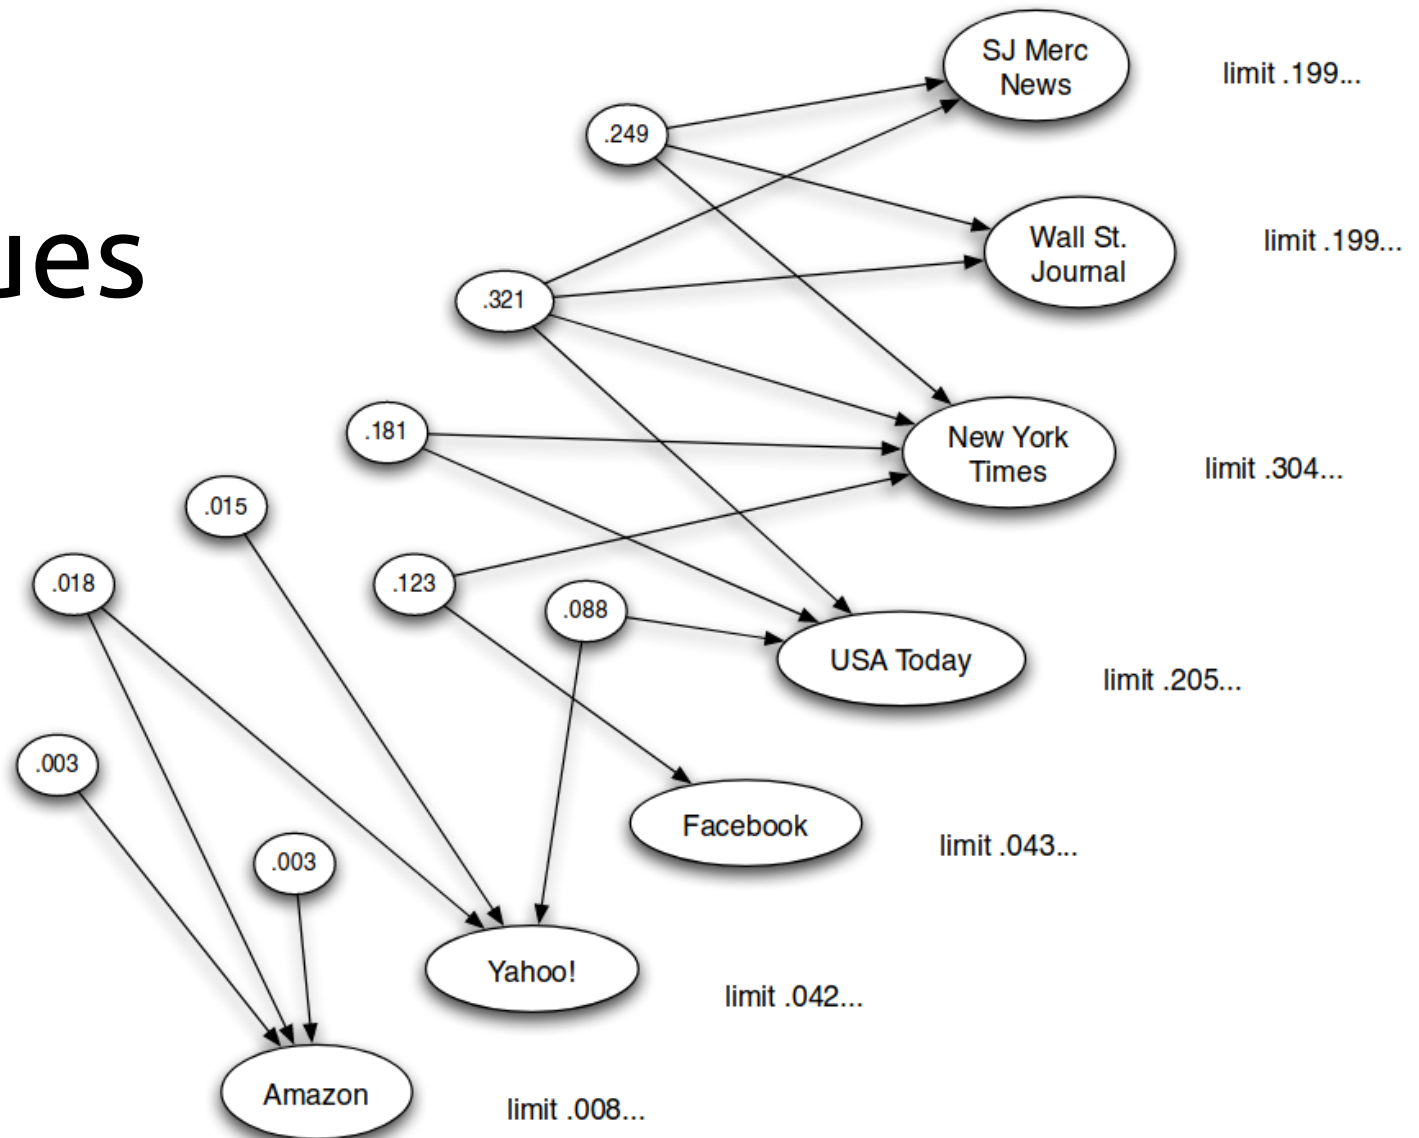 SJ Merc
News
limit .199...
.249
ues
Wall St.
Journal
limit .199...
.321
.181
New York
Times
limit .304...
.015
.018
.123
.088
USA Today
limit .205...
.003
Facebook
limit .043...
.003
Yahoo!
limit .042...
Amazon
limit .008...